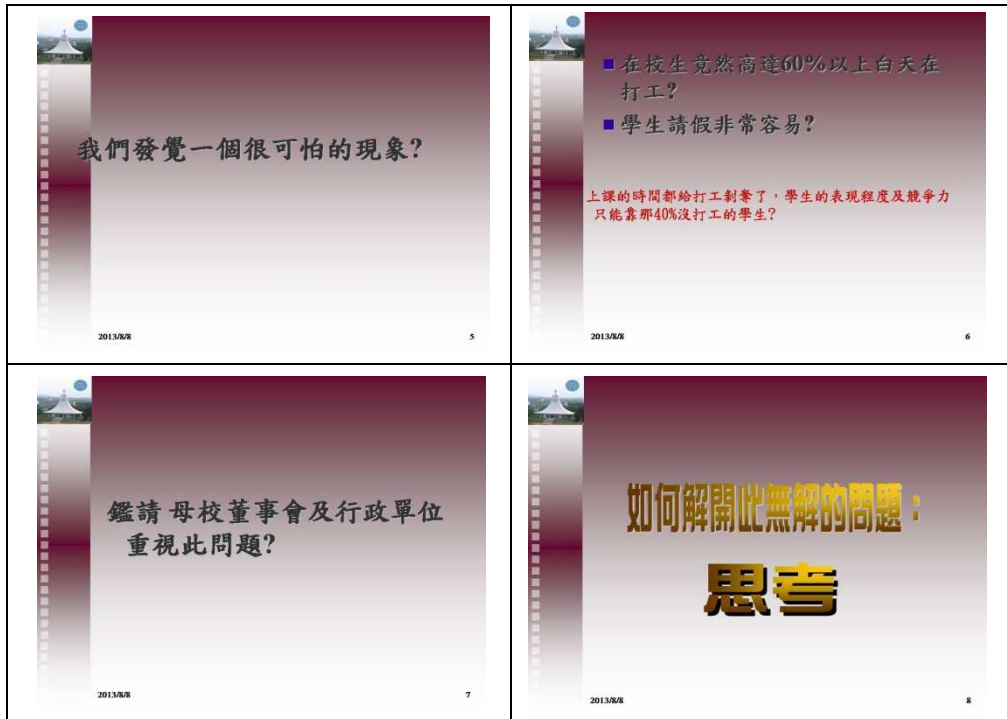 我們發覺一個很可怕的現象?
2013/8/8
5
在校生竟然高達60%以上白天在
打工?
學生請假非常容易?
上課的時間都給打工剝奪了，學生的表現程度及競爭力
只能靠那40%沒打工的學生?
2013/8/8
6
鑑請 母校董事會及行政單位
重視此問題?
2013/8/8
7
如何解開此無解的問題：
思考
2013/8/8
8